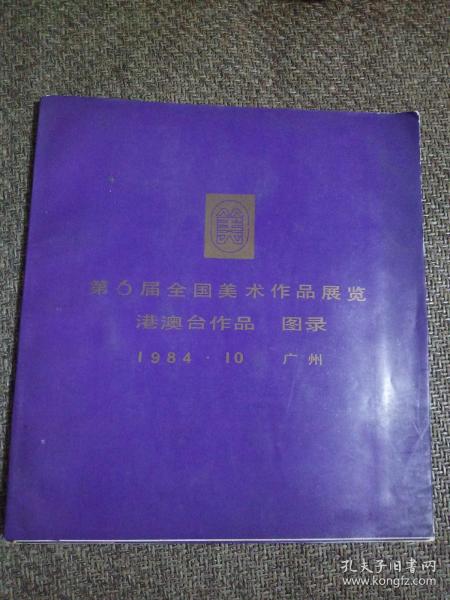 美
第6届全国美术作品展览
港澳台作品 图录
1984·10 广州
孔夫子旧书网
www.kongfz.com